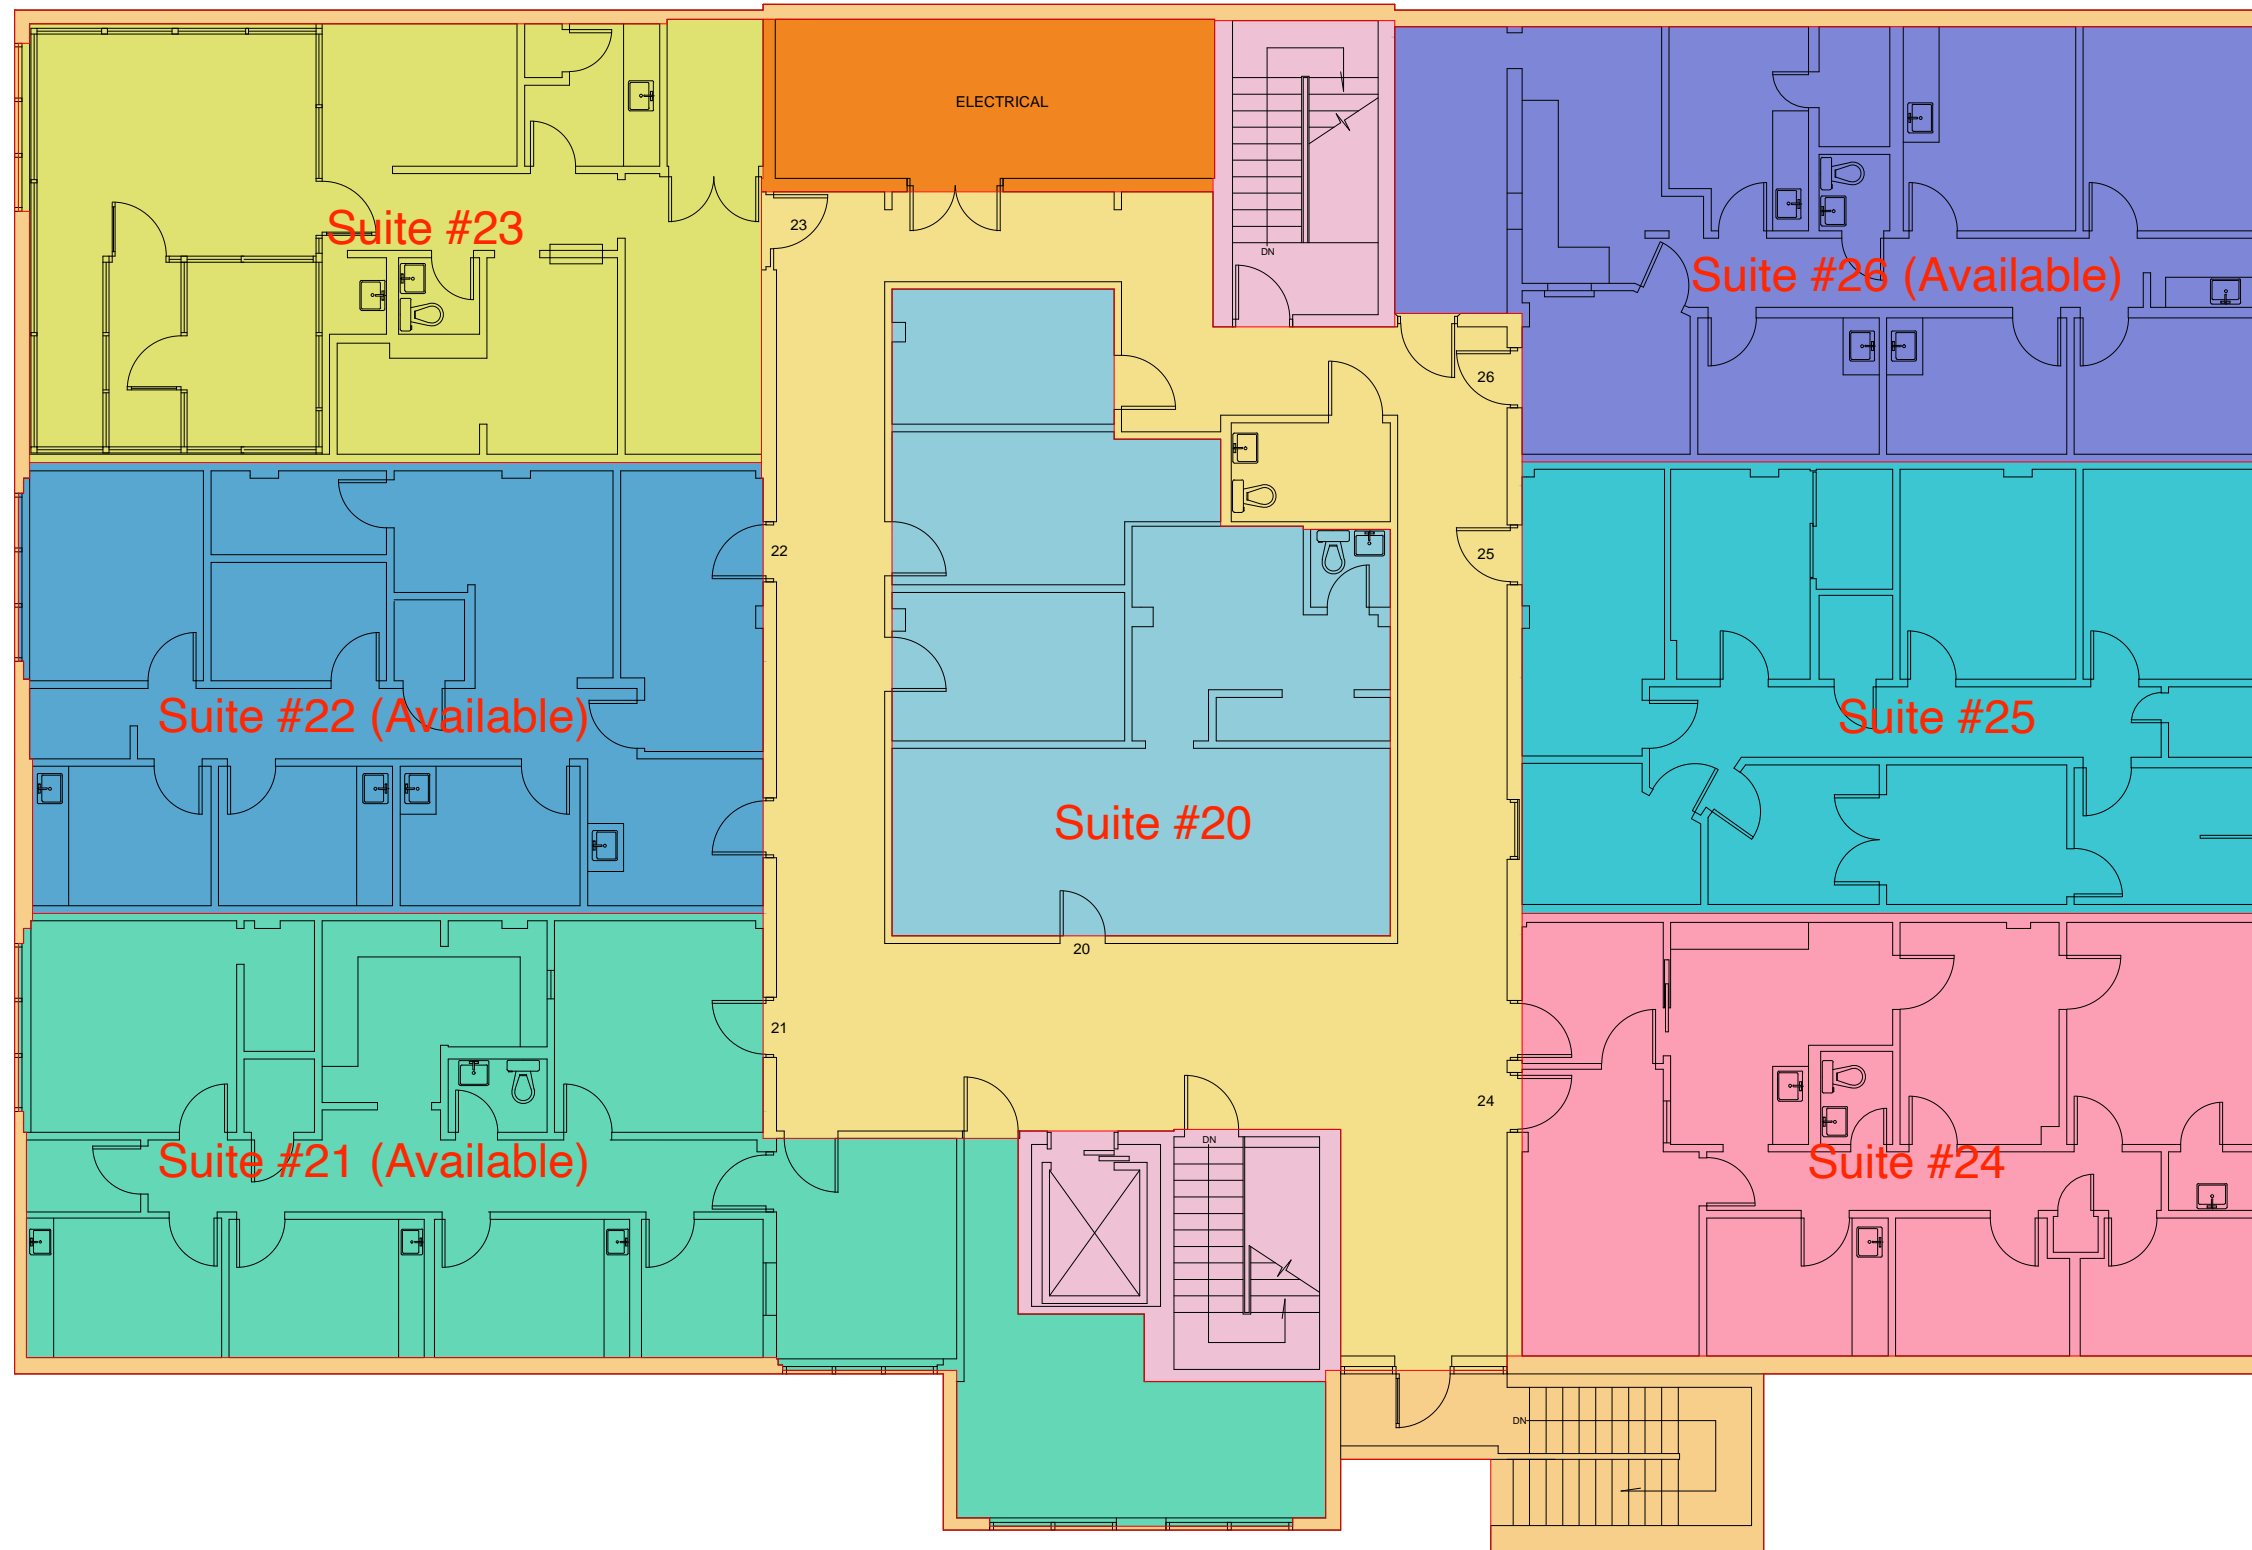 ELECTRICAL
Suite #23
23
DN
Suite #26 (Available)
26
22
25
Suite #22 (Available)
Suite #25
Suite #20
20
21
24
DN
Suite #21 (Available)
Suite #24
DN